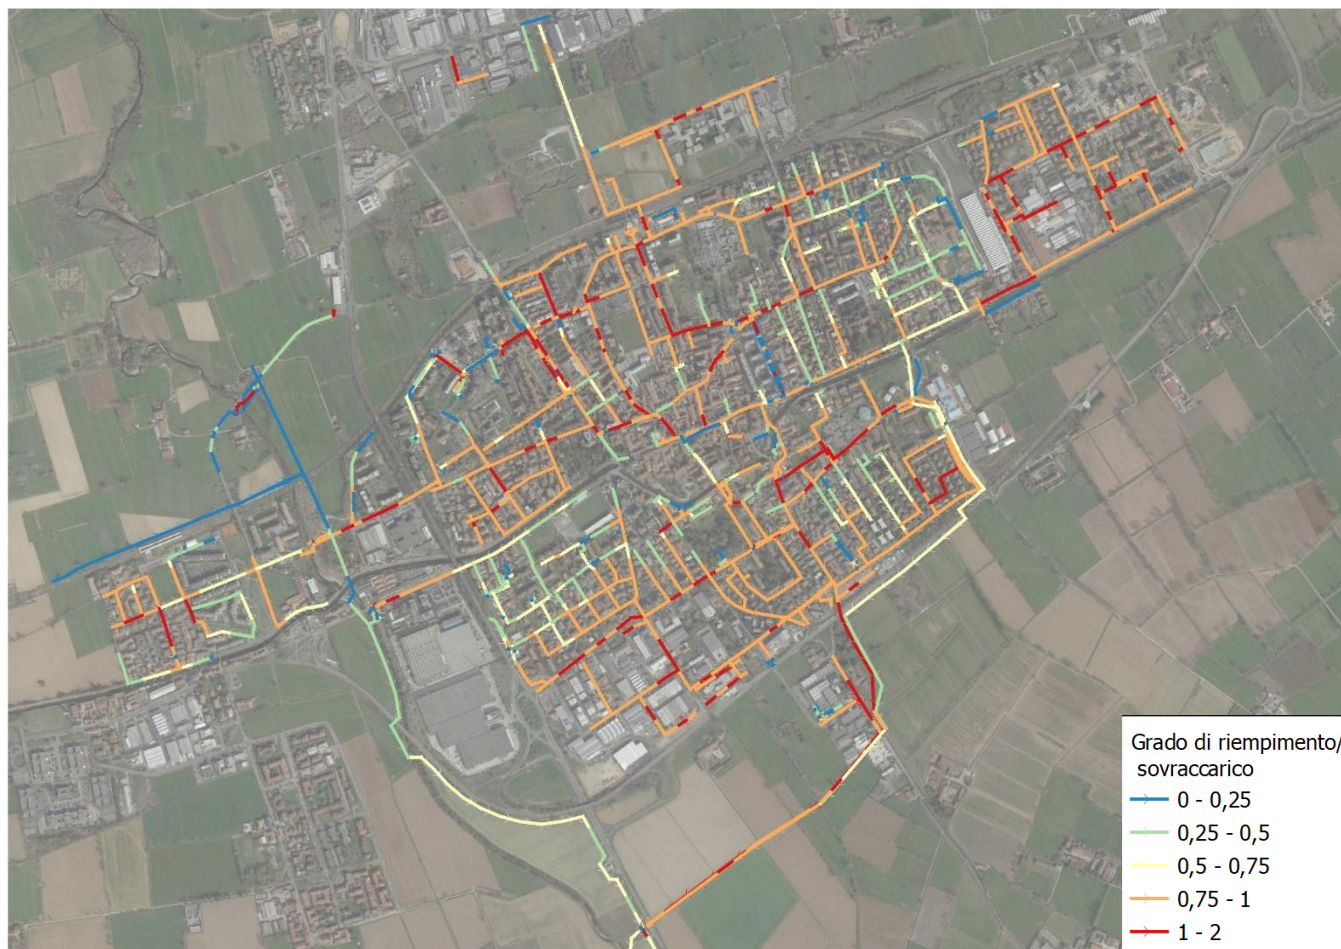 Grado di riempimento/
sovraccarico
0 - 0,25
0,25 - 0,5
0,5 - 0,75
0,75 - 1
1 - 2